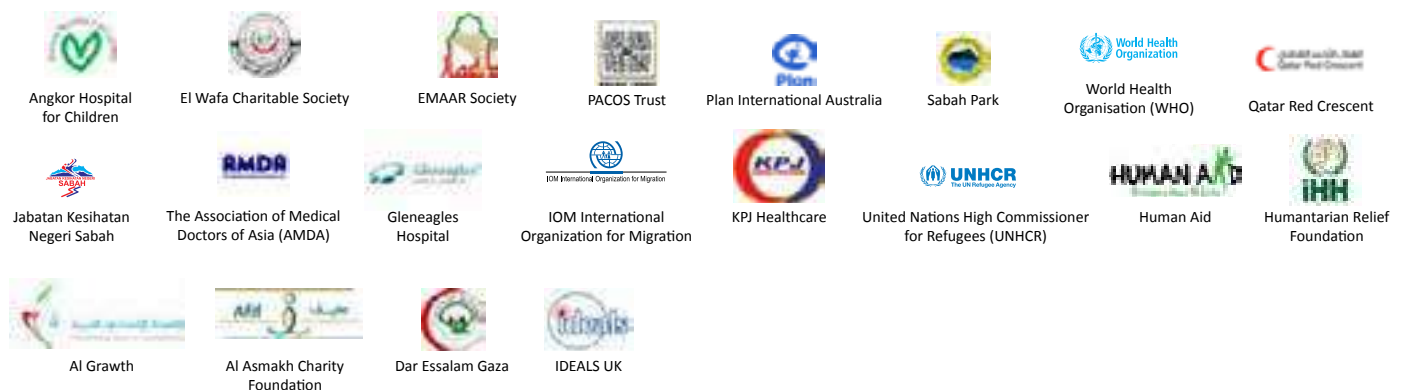 Plan
World Health
Organization
Qatar Red Crescent
Angkor Hospital
for Children
El Wafa Charitable Society
EMAAR Society
PACOS Trust
Plan International Australia
Sabah Park
World Health
Organisation (WHO)
Qatar Red Crescent
SABAH
AMDA
Gleneagles
IOM International Organization for Migration
KPJ
UNHCR
The UN Refugee Agency
HUMAN AID
iHH
Jabatan Kesihatan
Negeri Sabah
The Association of Medical
Doctors of Asia (AMDA)
Gleneagles
Hospital
IOM International
Organization for Migration
KPJ Healthcare
United Nations High Commissioner
for Refugees (UNHCR)
Human Aid
Humantarian Relief
Foundation
Afif عفيف
ideals
Al Grawth
Al Asmakh Charity
Foundation
Dar Essalam Gaza
IDEALS UK